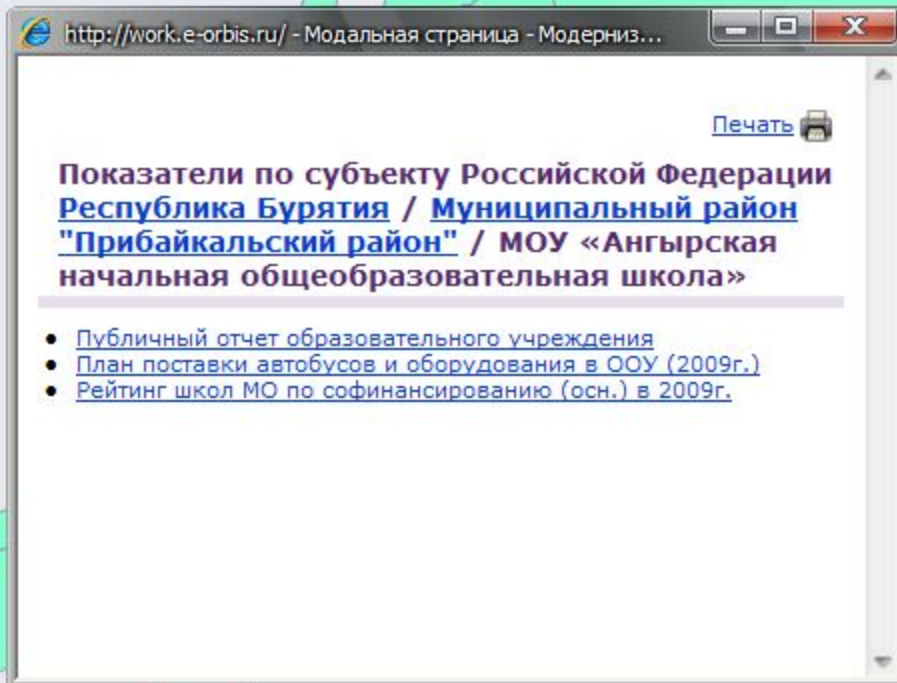 http://work.e-orbis.ru/ - Модальная страница - Модерниз...
Печать
Показатели по субъекту Российской Федерации
Республика Бурятия / Муниципальный район
"Прибайкальский район" / МОУ «Ангырская
начальная общеобразовательная школа»
Публичный отчет образовательного учреждения
План поставки автобусов и оборудования в ООУ (2009г.)
Рейтинг школ МО по софинансированию (осн.) в 2009г.